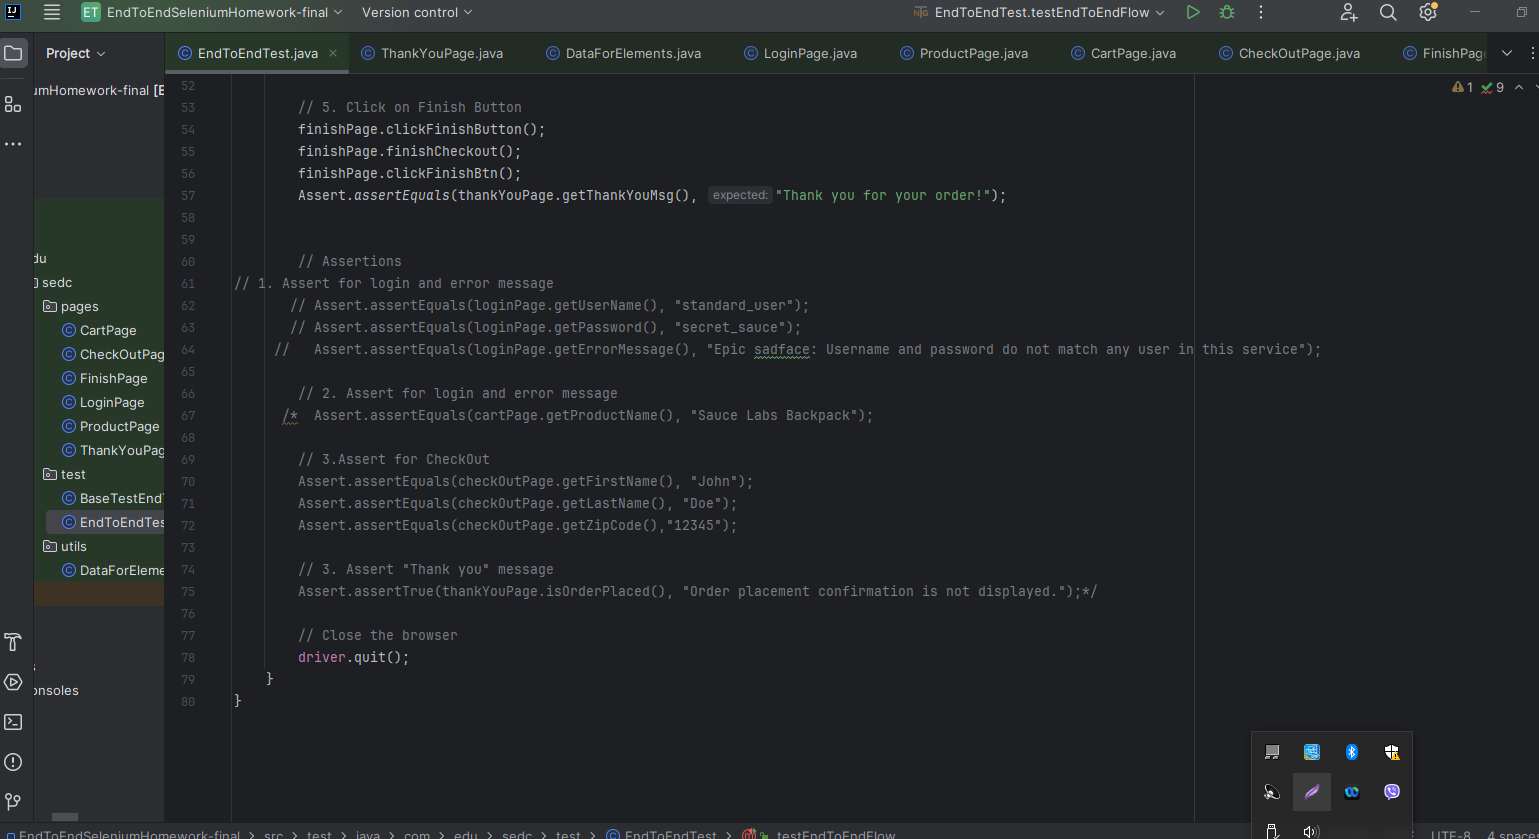 ET EndToEndSeleniumHomework-final Version control EndToEndTest.testEndToEndFlow
Project EndToEndTest.java ThankYouPage.java DataForElements.java LoginPage.java ProductPage.java CartPage.java CheckOutPage.java FinishPage
umHomework-final [E
1 9
du
sedc
pages
CartPage
CheckOutPag
FinishPage
LoginPage
ProductPage
ThankYouPag
test
BaseTestEndT
EndToEndTes
utils
DataForEleme
onsoles
52
53 // 5. Click on Finish Button
54 finishPage.clickFinishButton();
55 finishPage.finishCheckout();
56 finishPage.clickFinishBtn();
57 Assert.assertEquals(thankYouPage.getThankYouMsg(), expected: "Thank you for your order!");
58
59
60 // Assertions
61 // 1. Assert for login and error message
62 // Assert.assertEquals(loginPage.getUserName(), "standard_user");
63 // Assert.assertEquals(loginPage.getPassword(), "secret_sauce");
64 // Assert.assertEquals(loginPage.getErrorMessage(), "Epic sadface: Username and password do not match any user in this service");
65
66 // 2. Assert for login and error message
67 /* Assert.assertEquals(cartPage.getProductName(), "Sauce Labs Backpack");
68
69 // 3.Assert for CheckOut
70 Assert.assertEquals(checkOutPage.getFirstName(), "John");
71 Assert.assertEquals(checkOutPage.getLastName(), "Doe");
72 Assert.assertEquals(checkOutPage.getZipCode(),"12345");
73
74 // 3. Assert "Thank you" message
75 Assert.assertTrue(thankYouPage.isOrderPlaced(), "Order placement confirmation is not displayed.");*/
76
77 // Close the browser
78 driver.quit();
79 }
80 }
EndToEndSeleniumHomework-final > src > test > java > com > edu > sedc > test > EndToEndTest > testEndToEndFlow UTF-8 4 spaces